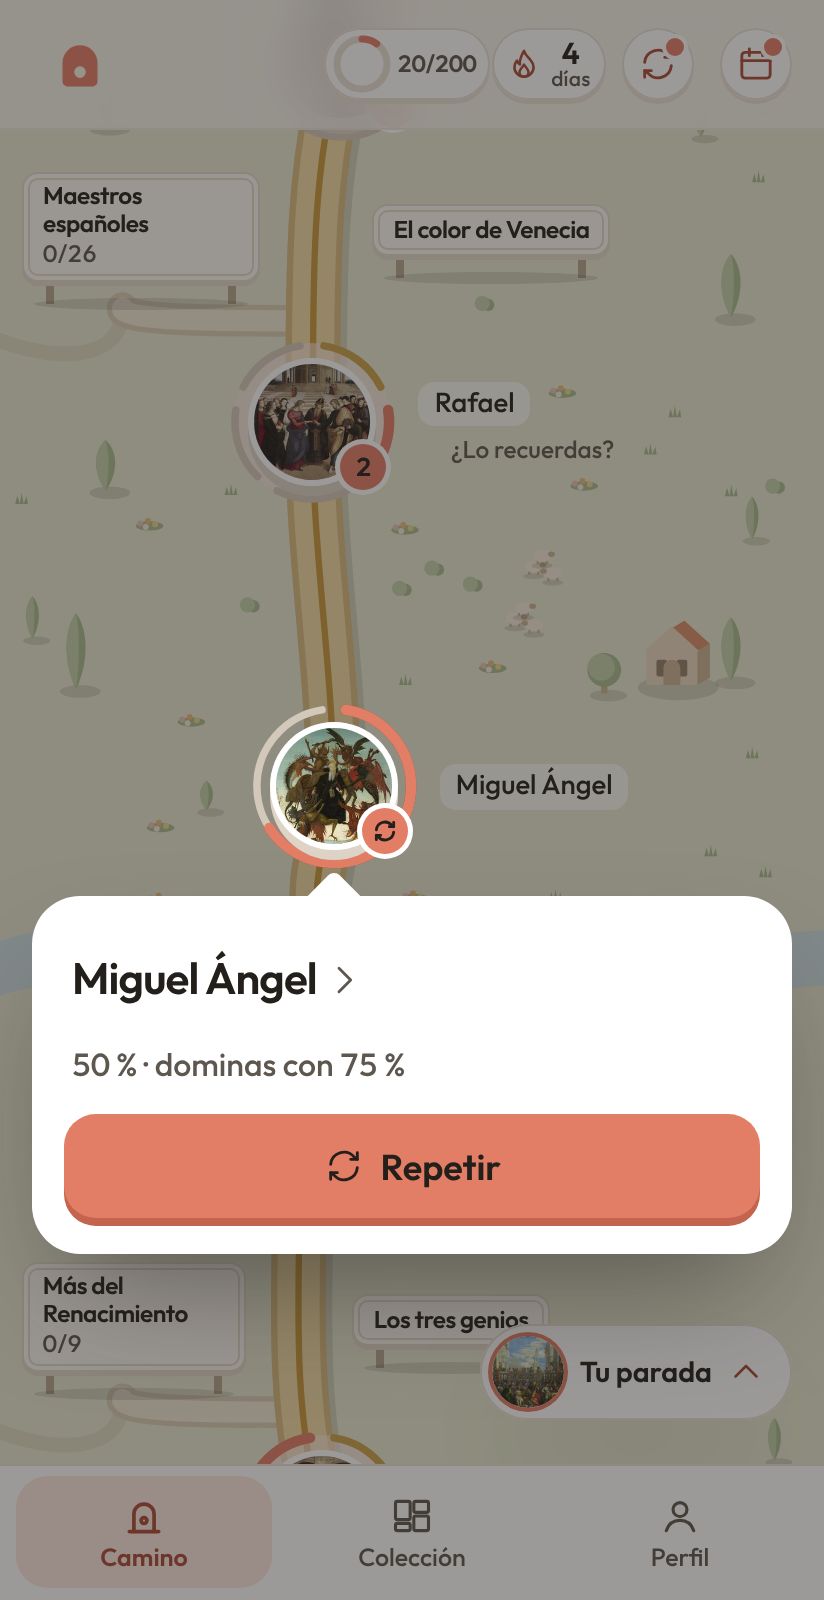 20/200
4
días
Maestros
españoles
0/26
El color de Venecia
Rafael
¿Lo recuerdas?
2
Miguel Ángel
Miguel Ángel
50 % · dominas con 75 %
Repetir
Más del
Renacimiento
0/9
Los tres genios
Tu parada
Camino
Colección
Perfil